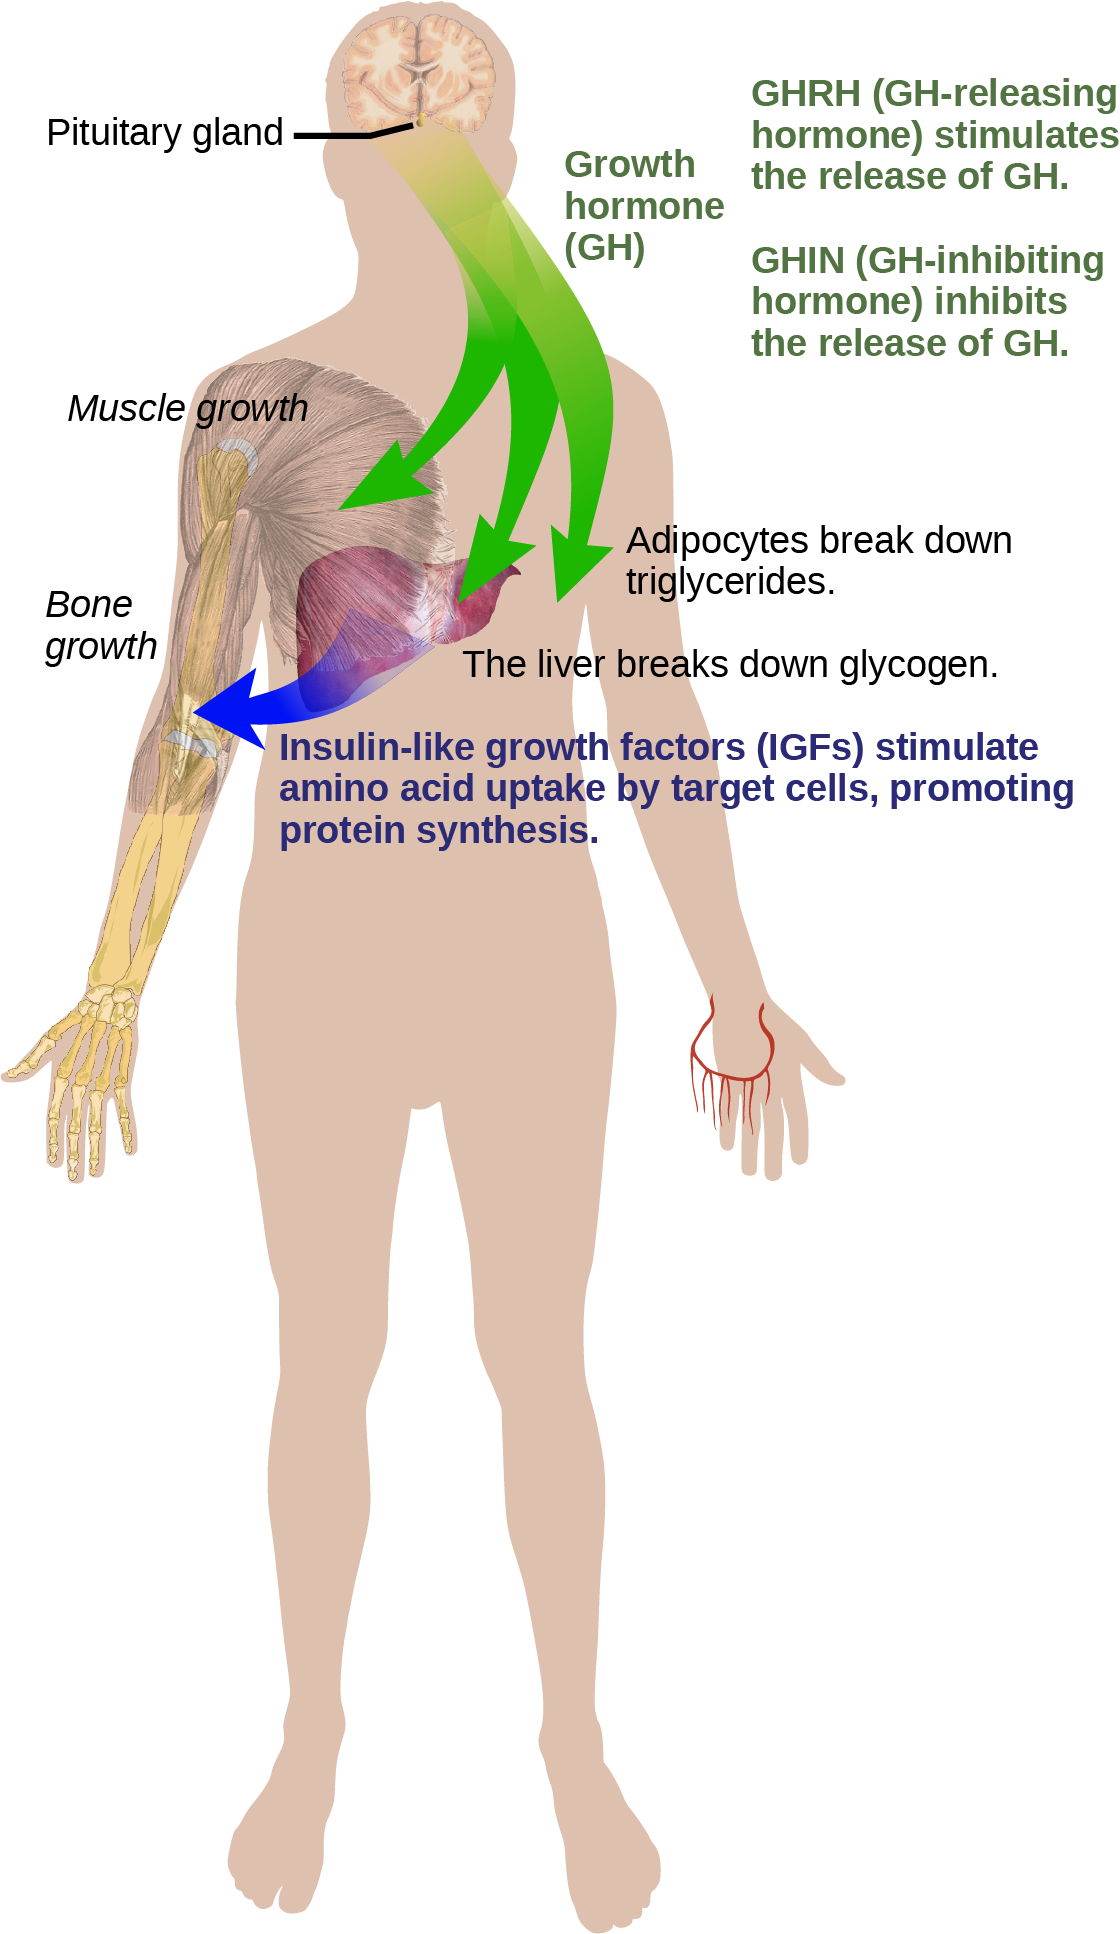 Pituitary gland
Growth
hormone
(GH)
GHRH (GH-releasing
hormone) stimulates
the release of GH.
GHIN (GH-inhibiting
hormone) inhibits
the release of GH.
Muscle growth
Adipocytes break down
triglycerides.
Bone
growth
The liver breaks down glycogen.
Insulin-like growth factors (IGFs) stimulate
amino acid uptake by target cells, promoting
protein synthesis.